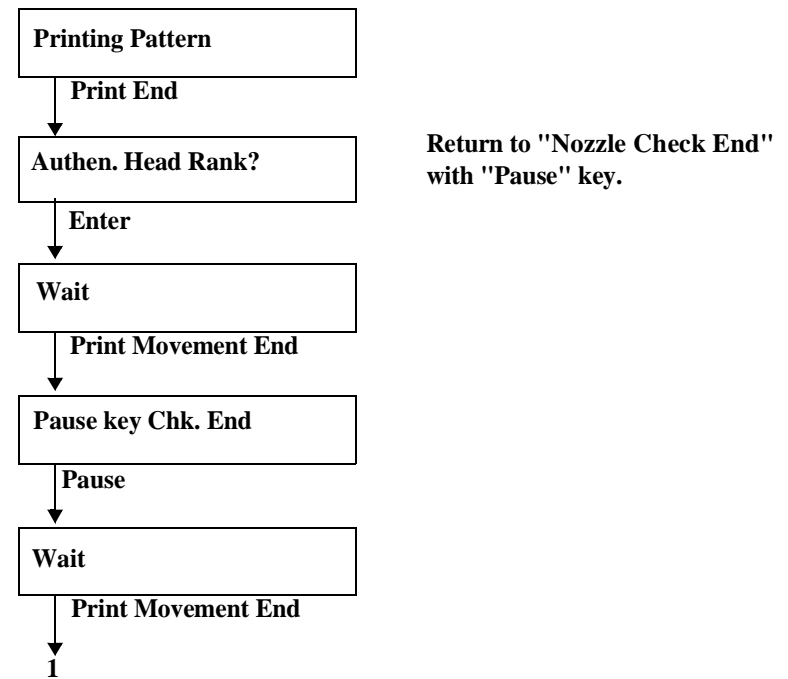 Printing Pattern
Print End
Authen. Head Rank?
Return to "Nozzle Check End"
with "Pause" key.
Enter
Wait
Print Movement End
Pause key Chk. End
Pause
Wait
Print Movement End
1